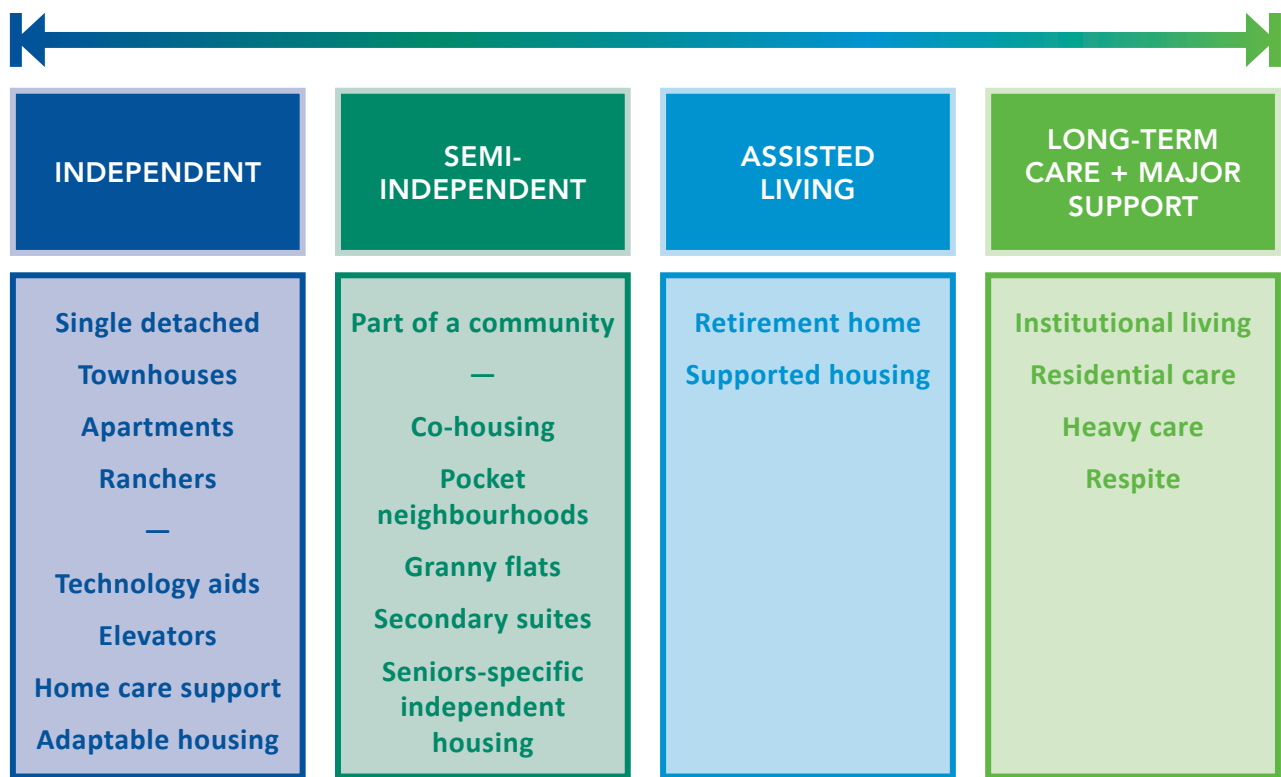 INDEPENDENT
Single detached
Townhouses
Apartments
Ranchers
—
Technology aids
Elevators
Home care support
Adaptable housing
SEMI-
INDEPENDENT
Part of a community
—
Co-housing
Pocket
neighbourhoods
Granny flats
Secondary suites
Seniors-specific
independent
housing
ASSISTED
LIVING
Retirement home
Supported housing
LONG-TERM
CARE + MAJOR
SUPPORT
Institutional living
Residential care
Heavy care
Respite